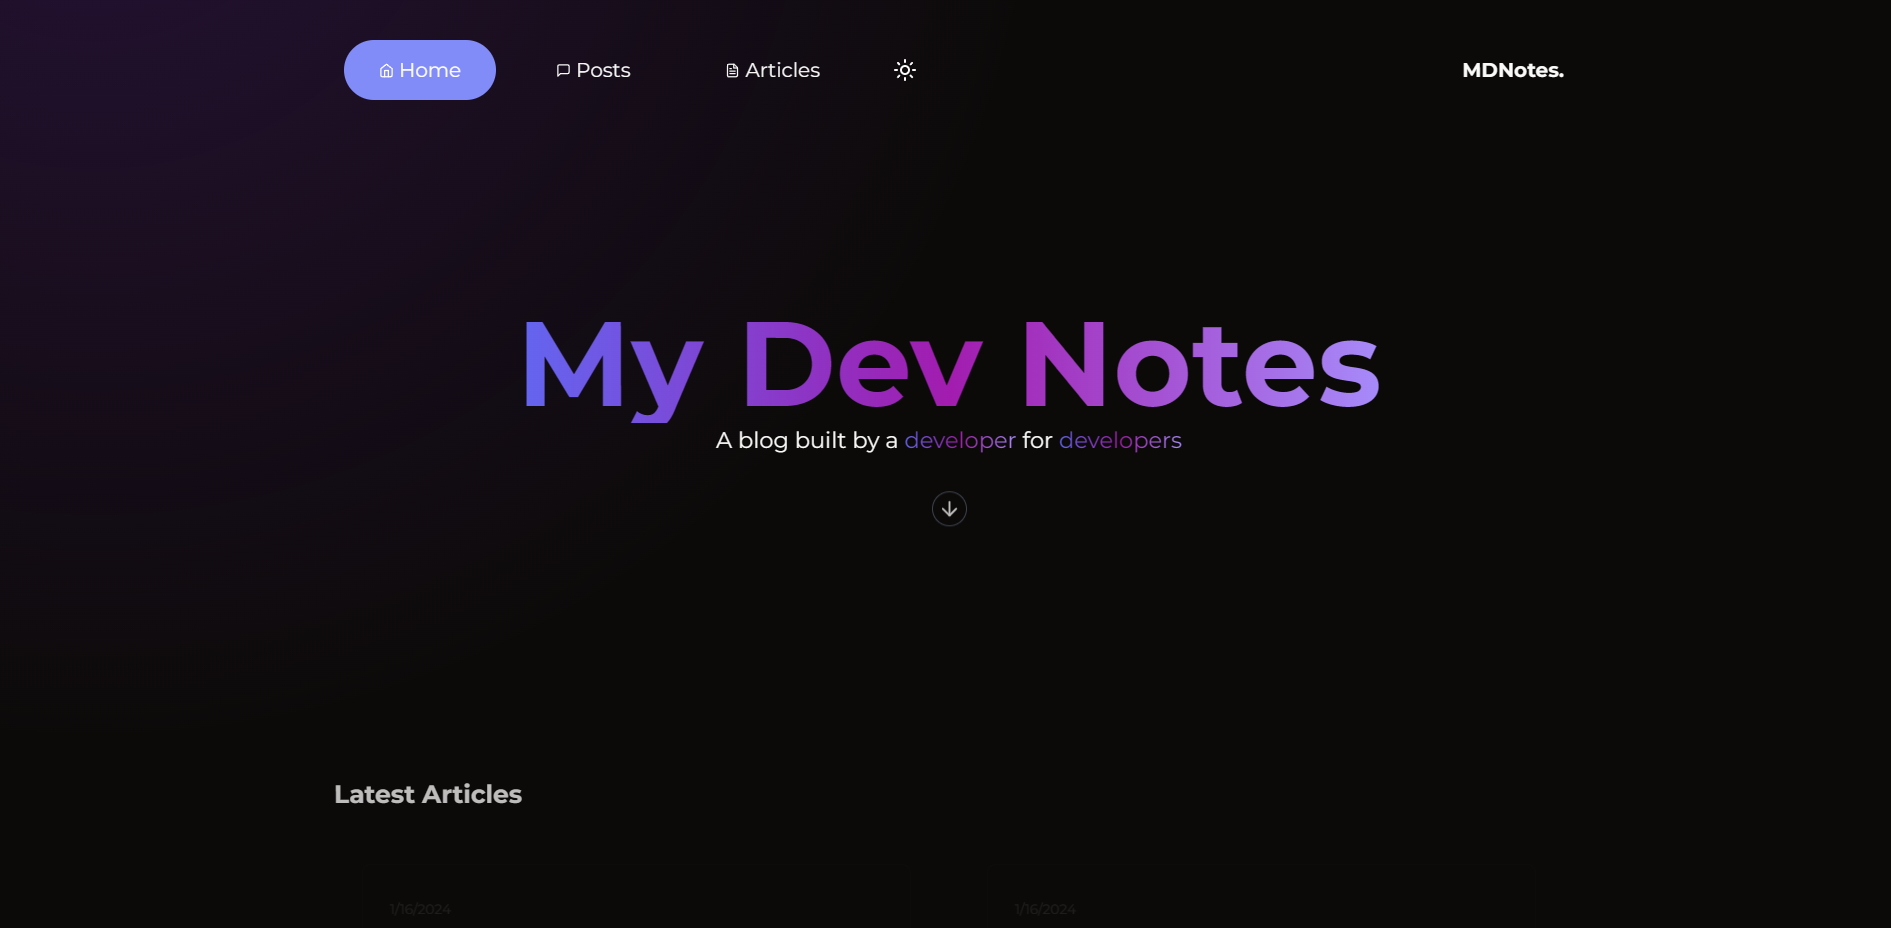 Home Posts Articles MDNotes.
My Dev Notes
A blog built by a developer for developers
Latest Articles
1/16/2024 1/16/2024